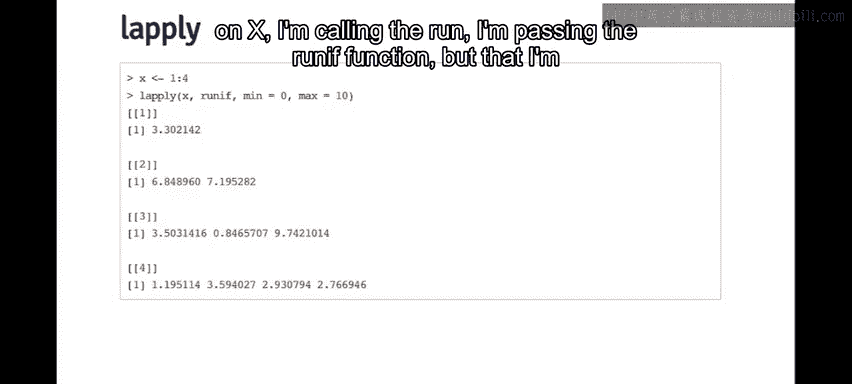 lapply
on X, I'm calling the run, I'm passing the
runif function, but that I'm
> x <- 1:4
> lapply(x, runif, min = 0, max = 10)
[[1]]
[1] 3.302142
[[2]]
[1] 6.848960 7.195282
[[3]]
[1] 3.5031416 0.8465707 9.7421014
[[4]]
[1] 1.195114 3.594027 2.930794 2.766946